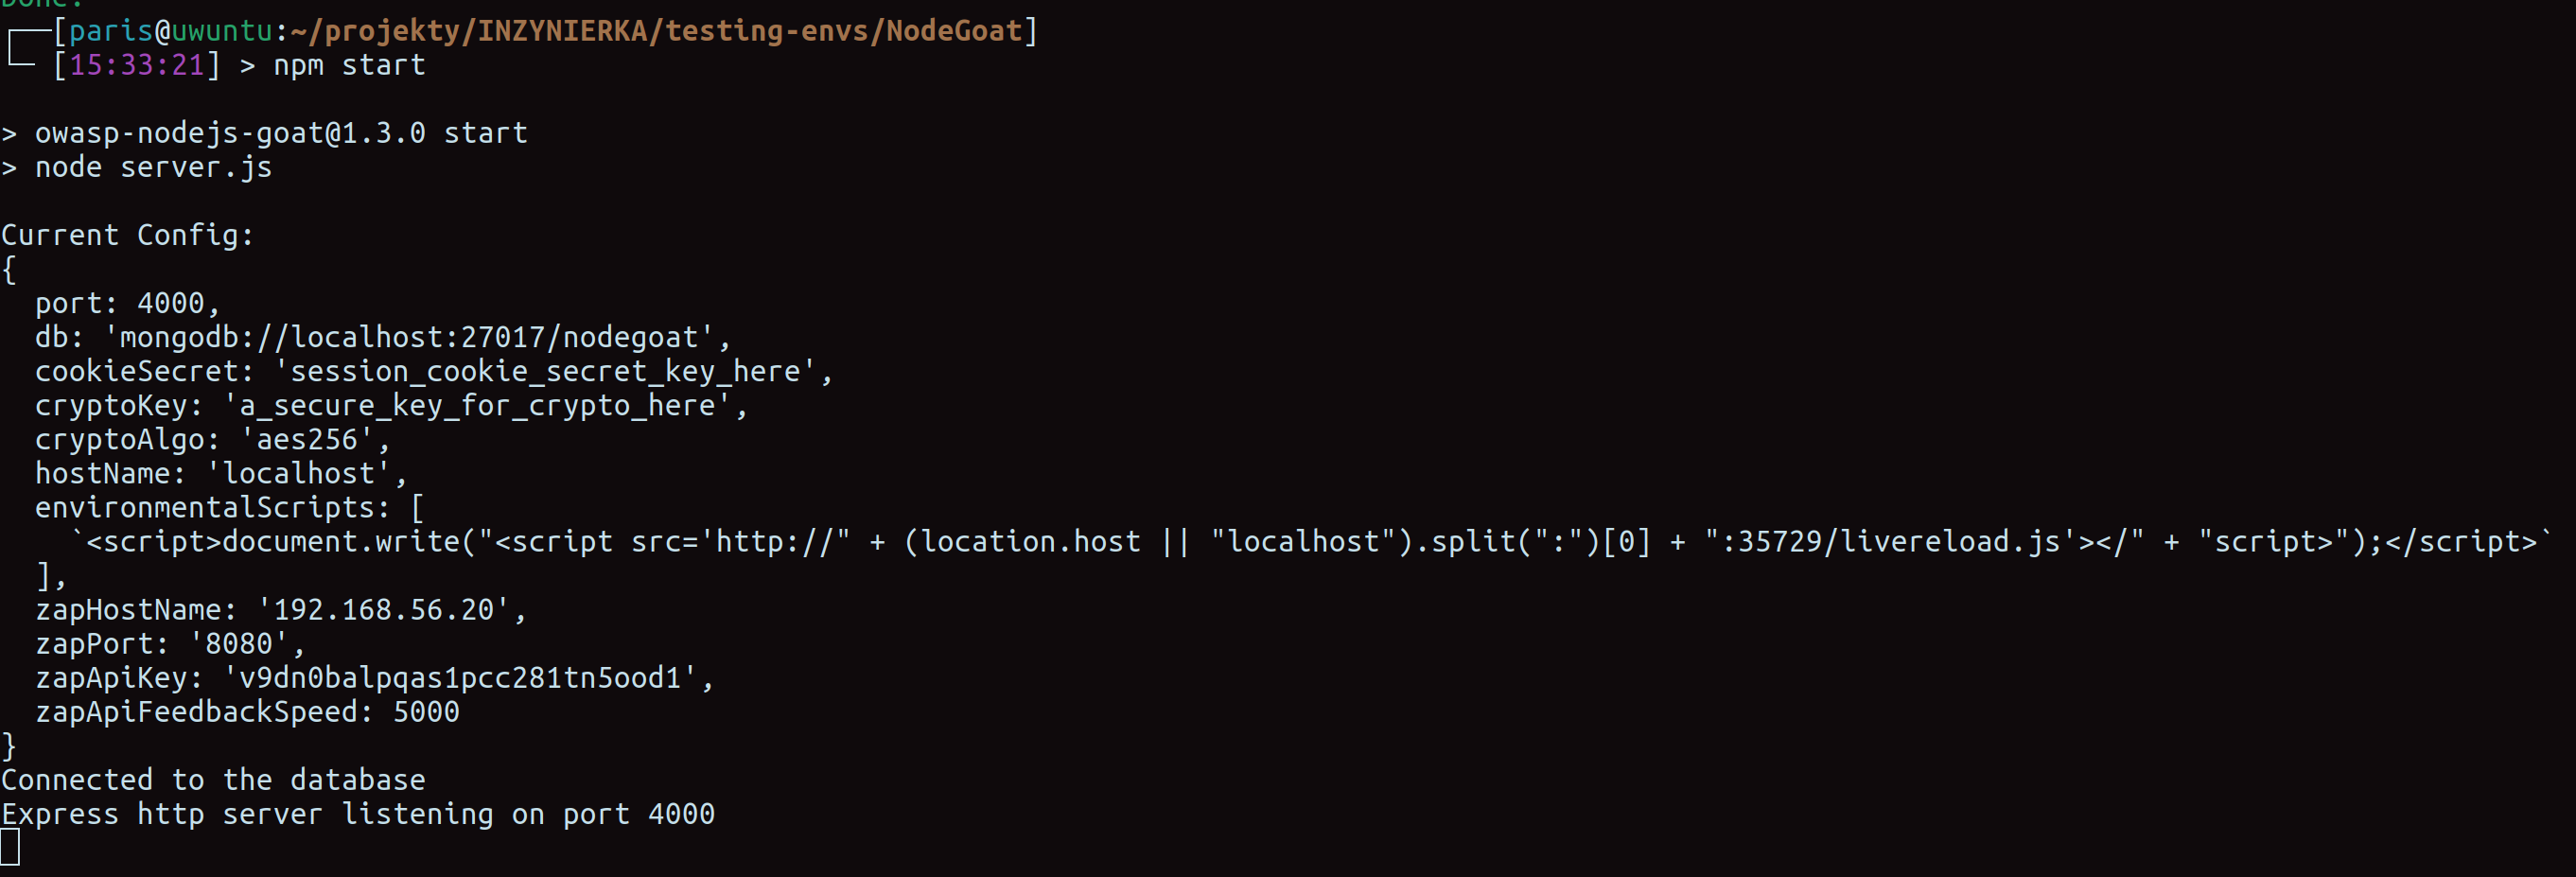 Done.
[paris@uwuntu:~/projekty/INZYNIERKA/testing-envs/NodeGoat]
[15:33:21] > npm start
> owasp-nodejs-goat@1.3.0 start
> node server.js
Current Config:
{
  port: 4000,
  db: 'mongodb://localhost:27017/nodegoat',
  cookieSecret: 'session_cookie_secret_key_here',
  cryptoKey: 'a_secure_key_for_crypto_here',
  cryptoAlgo: 'aes256',
  hostName: 'localhost',
  environmentalScripts: [
    `<script>document.write("<script src='http://" + (location.host || "localhost").split(":")[0] + ":35729/livereload.js'></" + "script>");</script>`
  ],
  zapHostName: '192.168.56.20',
  zapPort: '8080',
  zapApiKey: 'v9dn0balpqas1pcc281tn5ood1',
  zapApiFeedbackSpeed: 5000
}
Connected to the database
Express http server listening on port 4000